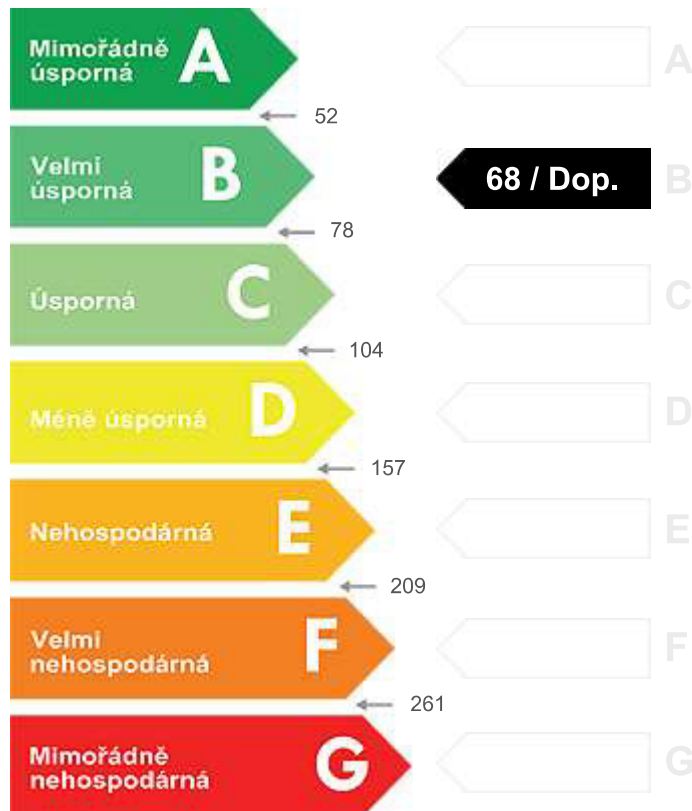 Mimořádně
úsporná
A
A
52
Velmi
úsporná
B
68 / Dop.
B
78
Úsporná
C
C
104
Méně úsporná
D
D
157
Nehospodárná
E
E
209
Velmi
nehospodárná
F
F
261
Mimořádně
nehospodárná
G
G